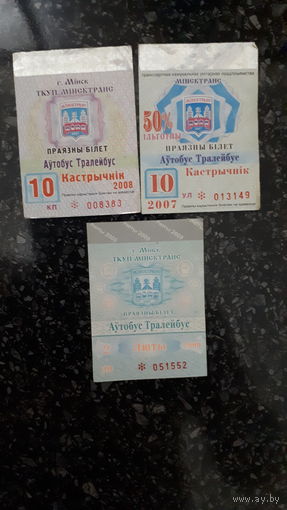 г. Мінск
ТКУП "МІНСКТРАНС"
ПРАЯЗНЫ БІЛЕТ
Аўтобус Тралейбус
10 Кастрычнік
2008
КП * 008383
МІНСКТРАНС
50%
ІЛЬГОТНЫ
ПРАЯЗНЫ БІЛЕТ
Аўтобус Тралейбус
10 Кастрычнік
2007 УЛ * 013149
г. Мінск
ТКУП "МІНСКТРАНС"
ПРАЯЗНЫ БІЛЕТ
Аўтобус Тралейбус
* 051552
www.ay.by